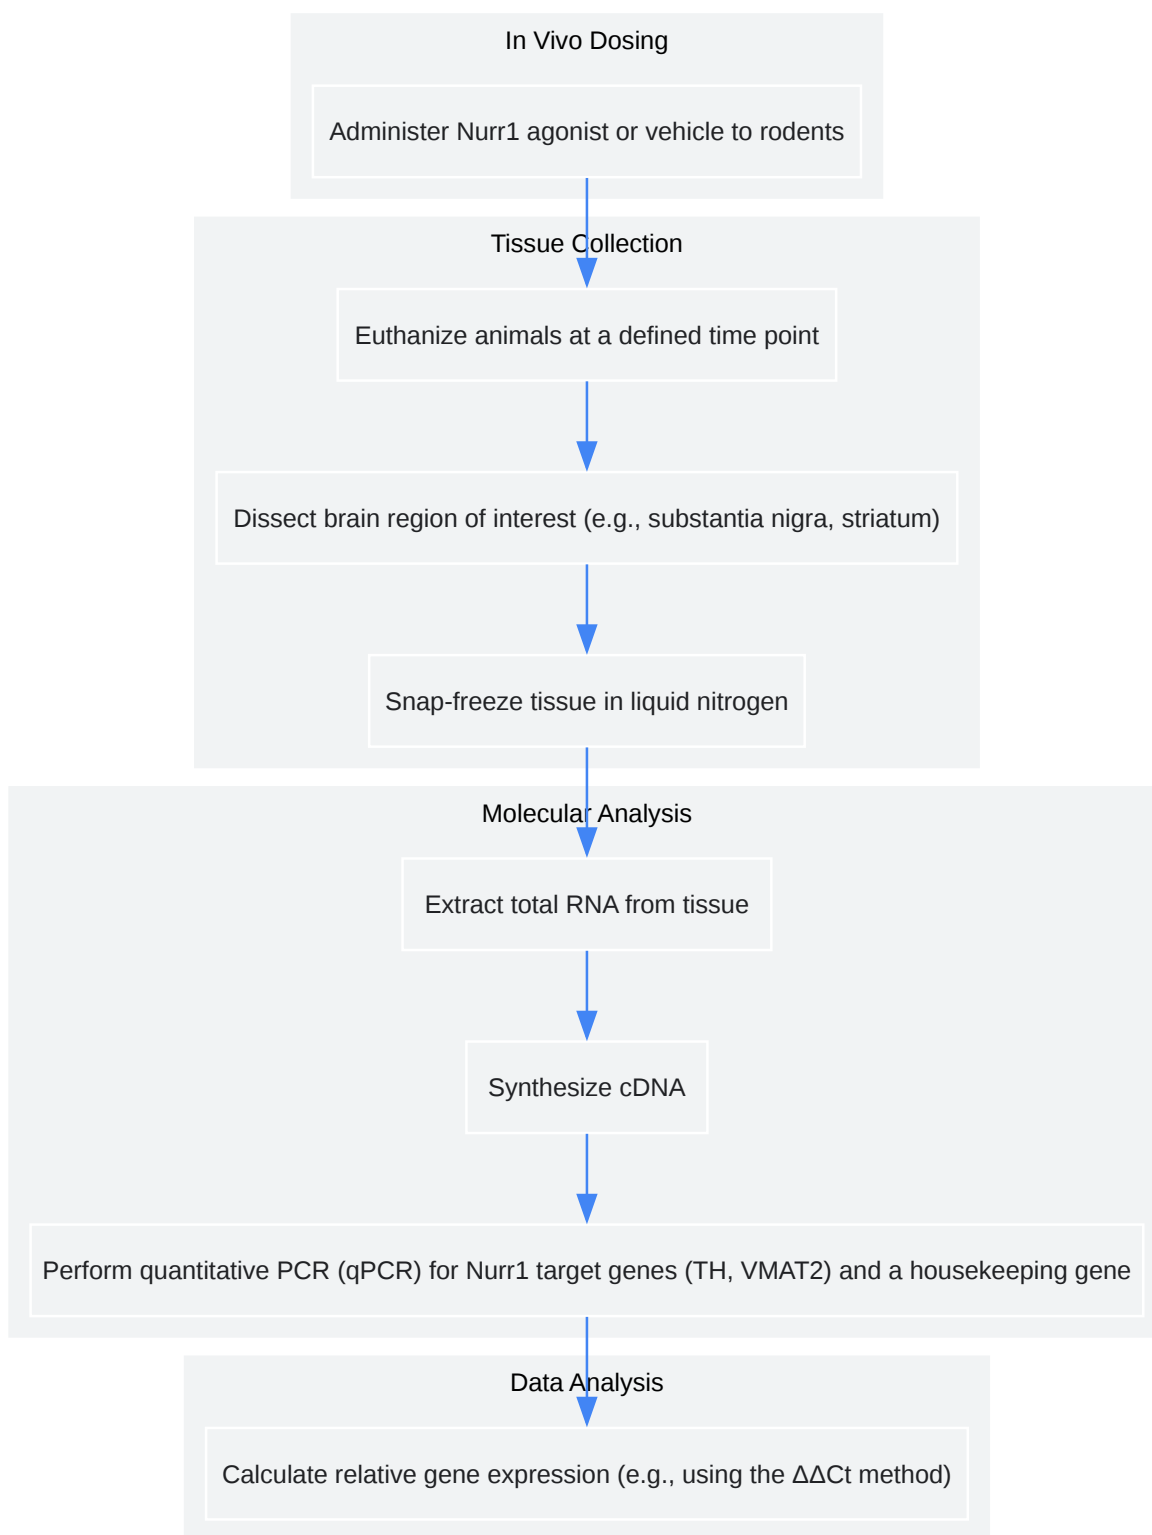 In Vivo Dosing
Administer Nurr1 agonist or vehicle to rodents
Tissue Collection
Euthanize animals at a defined time point
Dissect brain region of interest (e.g., substantia nigra, striatum)
Snap-freeze tissue in liquid nitrogen
Molecular Analysis
Extract total RNA from tissue
Synthesize cDNA
Perform quantitative PCR (qPCR) for Nurr1 target genes (TH, VMAT2) and a housekeeping gene
Data Analysis
Calculate relative gene expression (e.g., using the ΔΔCt method)